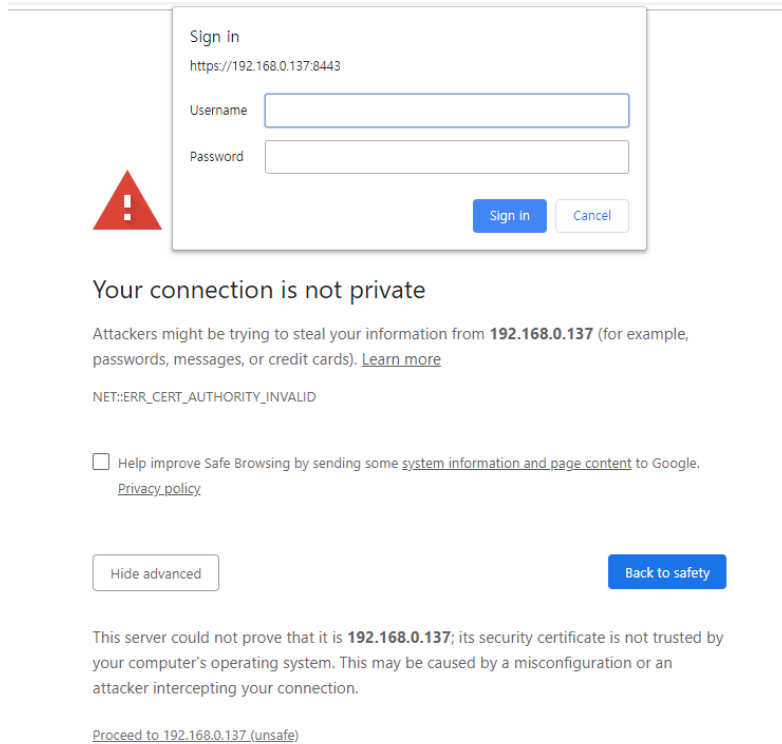 Sign in
https://192.168.0.137:8443
Username
Password
Sign in Cancel
!
Your connection is not private
Attackers might be trying to steal your information from 192.168.0.137 (for example,
passwords, messages, or credit cards). Learn more
NET::ERR_CERT_AUTHORITY_INVALID
Help improve Safe Browsing by sending some system information and page content to Google.
Privacy policy
Hide advanced Back to safety
This server could not prove that it is 192.168.0.137; its security certificate is not trusted by
your computer's operating system. This may be caused by a misconfiguration or an
attacker intercepting your connection.
Proceed to 192.168.0.137 (unsafe)